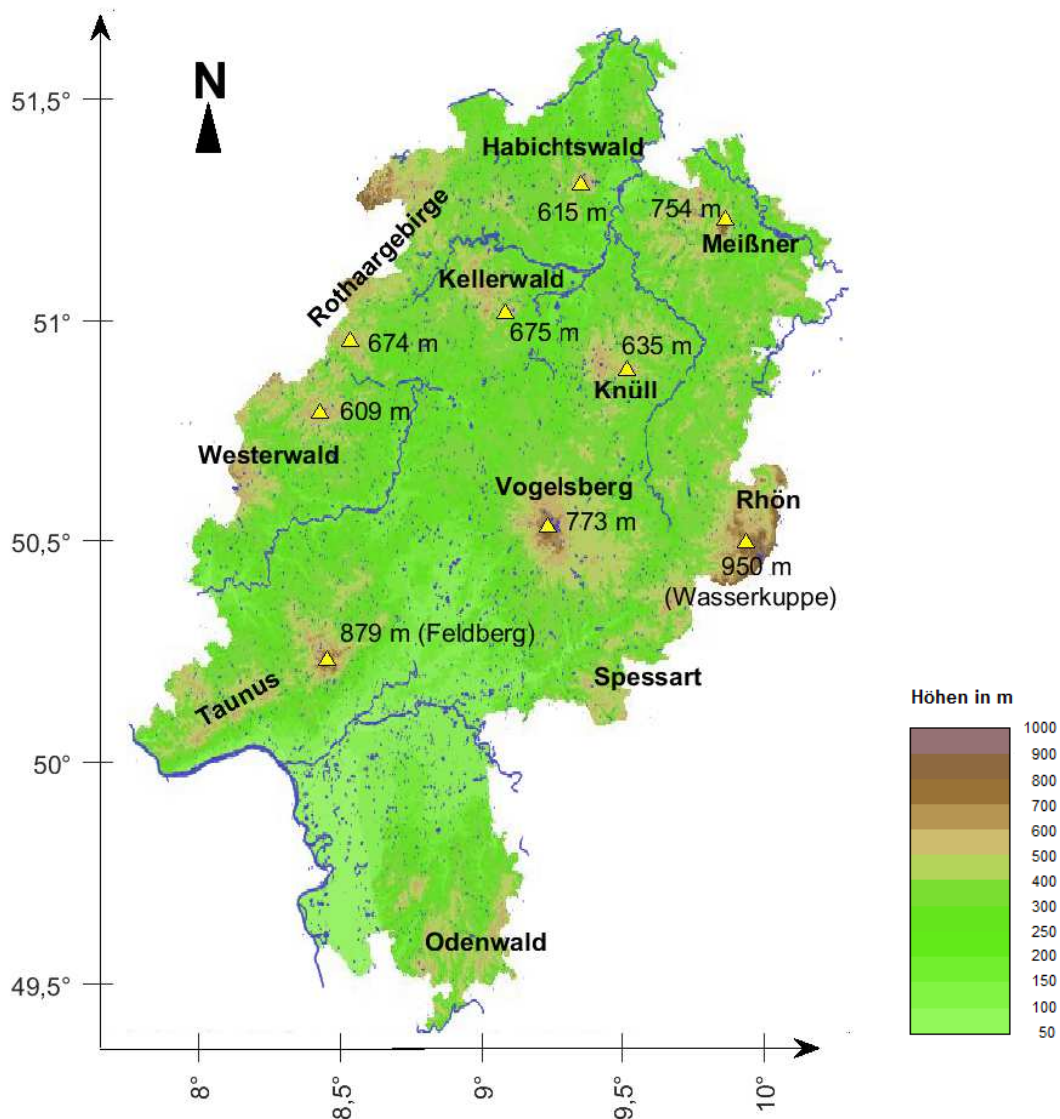 N
51,5°
51°
50,5°
50°
49,5°
8°
8,5°
9°
9,5°
10°
Habichtswald
615 m
754 m
Meißner
Rothaargebirge
Kellerwald
675 m
674 m
635 m
Knüll
609 m
Westerwald
Vogelsberg
773 m
Rhön
950 m
(Wasserkuppe)
879 m (Feldberg)
Taunus
Spessart
Odenwald
Höhen in m
1000
900
800
700
600
500
400
300
250
200
150
100
50